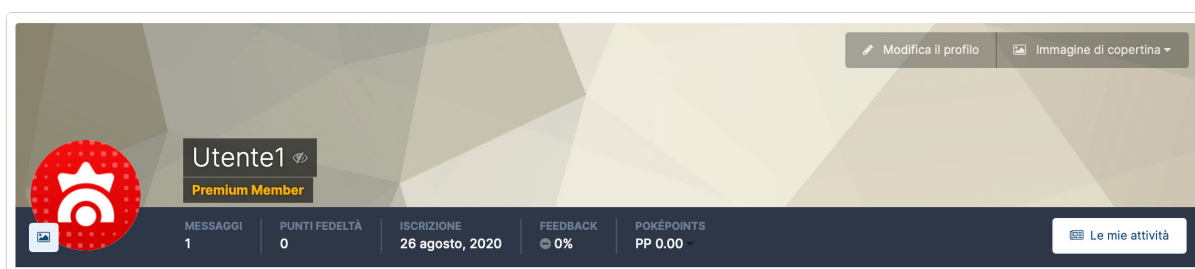 Modifica il profilo Immagine di copertina
Utente1
Premium Member
MESSAGGI PUNTI FEDELTÀ ISCRIZIONE FEEDBACK POKÉPOINTS
1 0 26 agosto, 2020 0% PP 0.00
Le mie attività